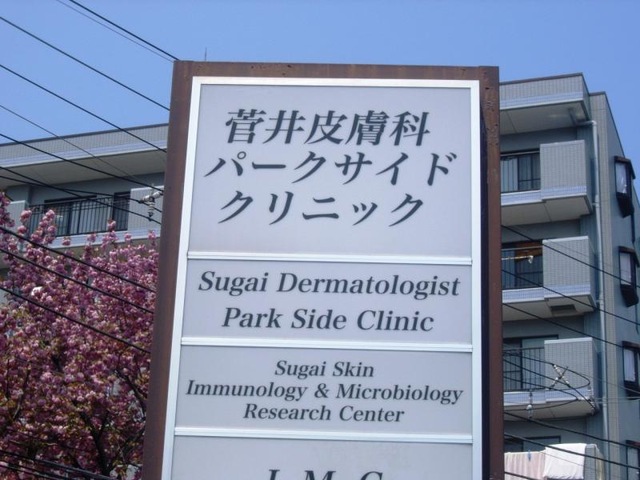 菅井皮膚科
パークサイド
クリニック
Sugai Dermatologist
Park Side Clinic
Sugai Skin
Immunology & Microbiology
Research Center